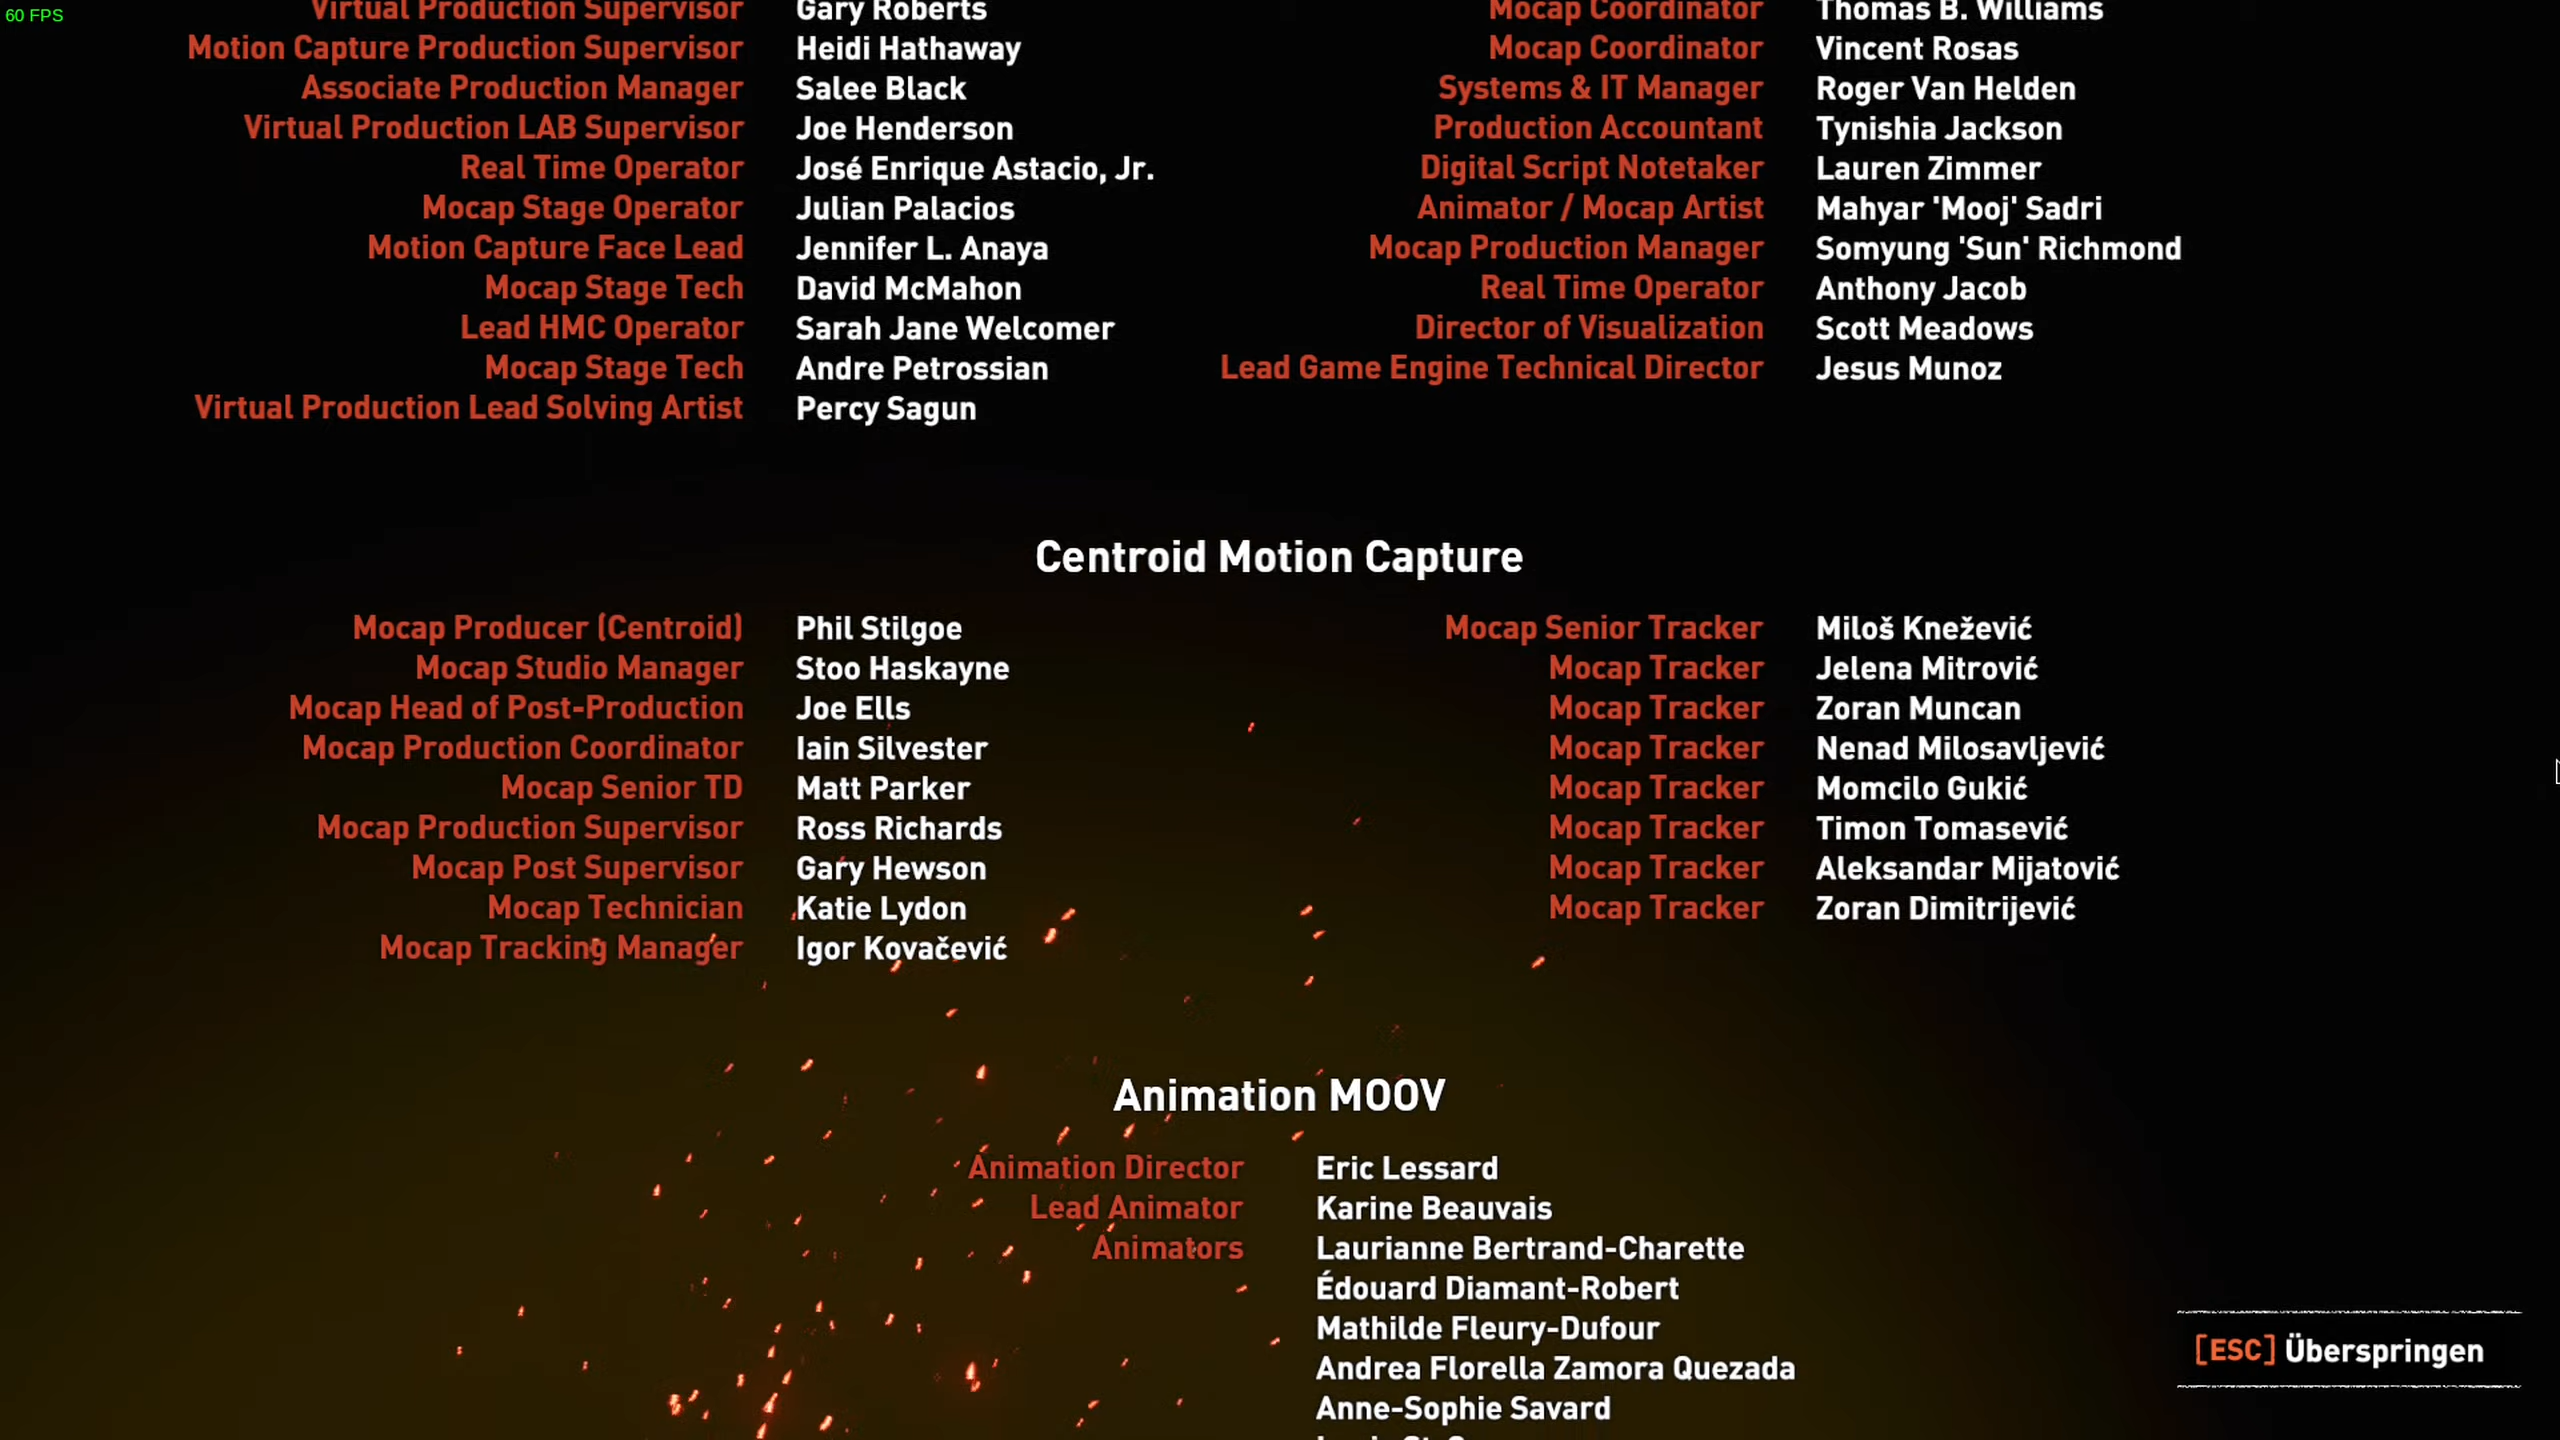 60 FPS
Virtual Production Supervisor Gary Roberts
Motion Capture Production Supervisor Heidi Hathaway
Associate Production Manager Salee Black
Virtual Production LAB Supervisor Joe Henderson
Real Time Operator José Enrique Astacio, Jr.
Mocap Stage Operator Julian Palacios
Motion Capture Face Lead Jennifer L. Anaya
Mocap Stage Tech David McMahon
Lead HMC Operator Sarah Jane Welcomer
Mocap Stage Tech Andre Petrossian
Virtual Production Lead Solving Artist Percy Sagun
Mocap Coordinator Thomas B. Williams
Mocap Coordinator Vincent Rosas
Systems & IT Manager Roger Van Helden
Production Accountant Tynishia Jackson
Digital Script Notetaker Lauren Zimmer
Animator / Mocap Artist Mahyar 'Mooj' Sadri
Mocap Production Manager Somyung 'Sun' Richmond
Real Time Operator Anthony Jacob
Director of Visualization Scott Meadows
Lead Game Engine Technical Director Jesus Munoz
Centroid Motion Capture
Mocap Producer (Centroid) Phil Stilgoe
Mocap Studio Manager Stoo Haskayne
Mocap Head of Post-Production Joe Ells
Mocap Production Coordinator Iain Silvester
Mocap Senior TD Matt Parker
Mocap Production Supervisor Ross Richards
Mocap Post Supervisor Gary Hewson
Mocap Technician Katie Lydon
Mocap Tracking Manager Igor Kovačević
Mocap Senior Tracker Miloš Knežević
Mocap Tracker Jelena Mitrović
Mocap Tracker Zoran Muncan
Mocap Tracker Nenad Milosavljević
Mocap Tracker Momcilo Gukić
Mocap Tracker Timon Tomasević
Mocap Tracker Aleksandar Mijatović
Mocap Tracker Zoran Dimitrijević
Animation MOOV
Animation Director Eric Lessard
Lead Animator Karine Beauvais
Animators Laurianne Bertrand-Charette
Édouard Diamant-Robert
Mathilde Fleury-Dufour
Andrea Florella Zamora Quezada
Anne-Sophie Savard
[ESC] Überspringen